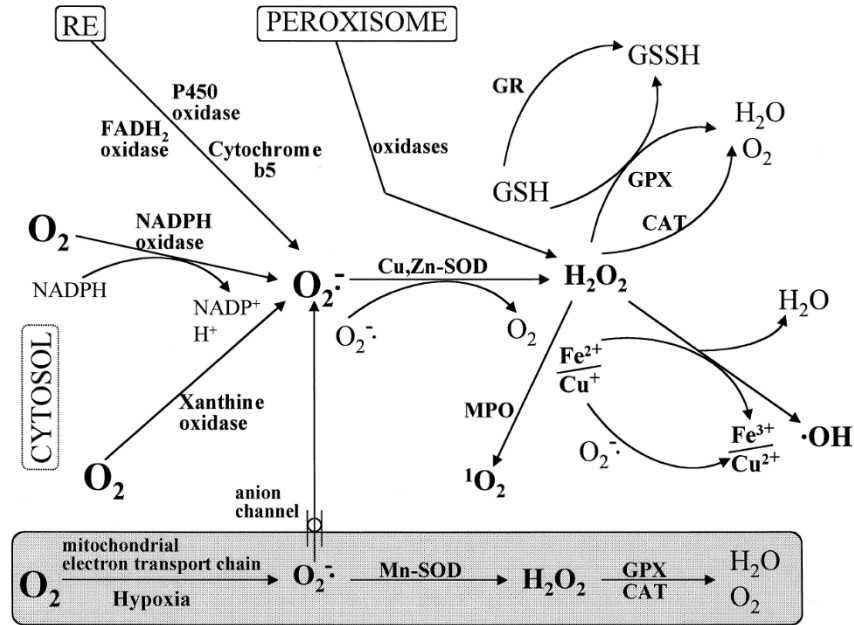 RE
PEROXISOME
GSSH
GR
P450
oxidase
FADH₂
oxidase
Cytochrome
b5
oxidases
H₂O
O₂
GSH
GPX
CAT
O₂
NADPH
oxidase
NADPH
NADP⁺
H⁺
O₂⁻·
Cu,Zn-SOD
H₂O₂
O₂⁻·
O₂
H₂O
CYTOSOL
Xanthine
oxidase
O₂
MPO
Fe²⁺
Cu⁺
O₂⁻·
Fe³⁺
Cu²⁺
·OH
¹O₂
anion
channel
mitochondrial
electron transport chain
O₂
Hypoxia
O₂⁻·
Mn-SOD
H₂O₂
GPX
CAT
H₂O
O₂